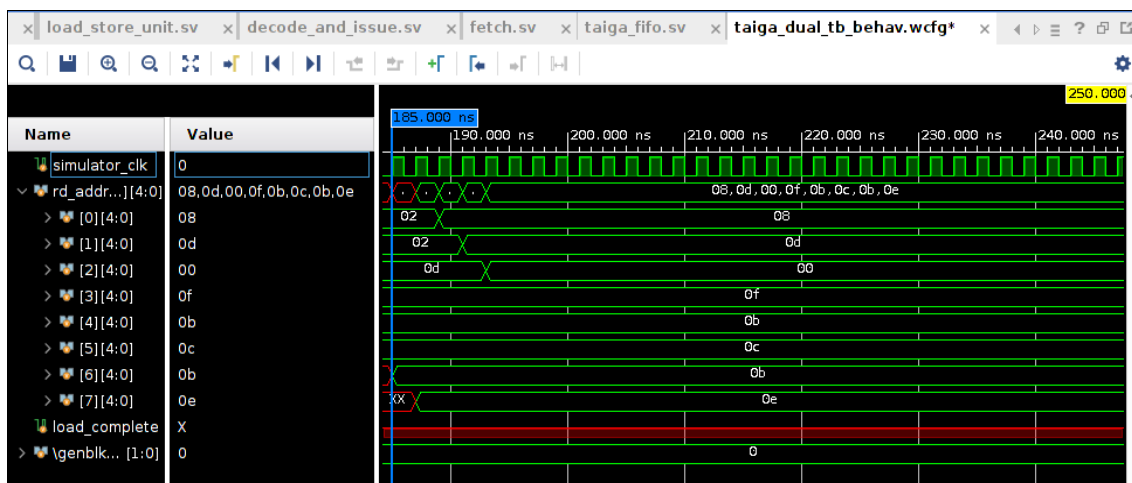 load_store_unit.sv decode_and_issue.sv fetch.sv taiga_fifo.sv taiga_dual_tb_behav.wcfg*
250.000
185.000 ns
Name Value 190.000 ns 200.000 ns 210.000 ns 220.000 ns 230.000 ns 240.000 ns
simulator_clk 0
rd_addr...][4:0] 08,0d,00,0f,0b,0c,0b,0e 08,0d,00,0f,0b,0c,0b,0e
[0][4:0] 08 02 08
[1][4:0] 0d 02 0d
[2][4:0] 00 0d 00
[3][4:0] 0f 0f
[4][4:0] 0b 0b
[5][4:0] 0c 0c
[6][4:0] 0b 0b
[7][4:0] 0e XX 0e
load_complete X
\genblk... [1:0] 0 0